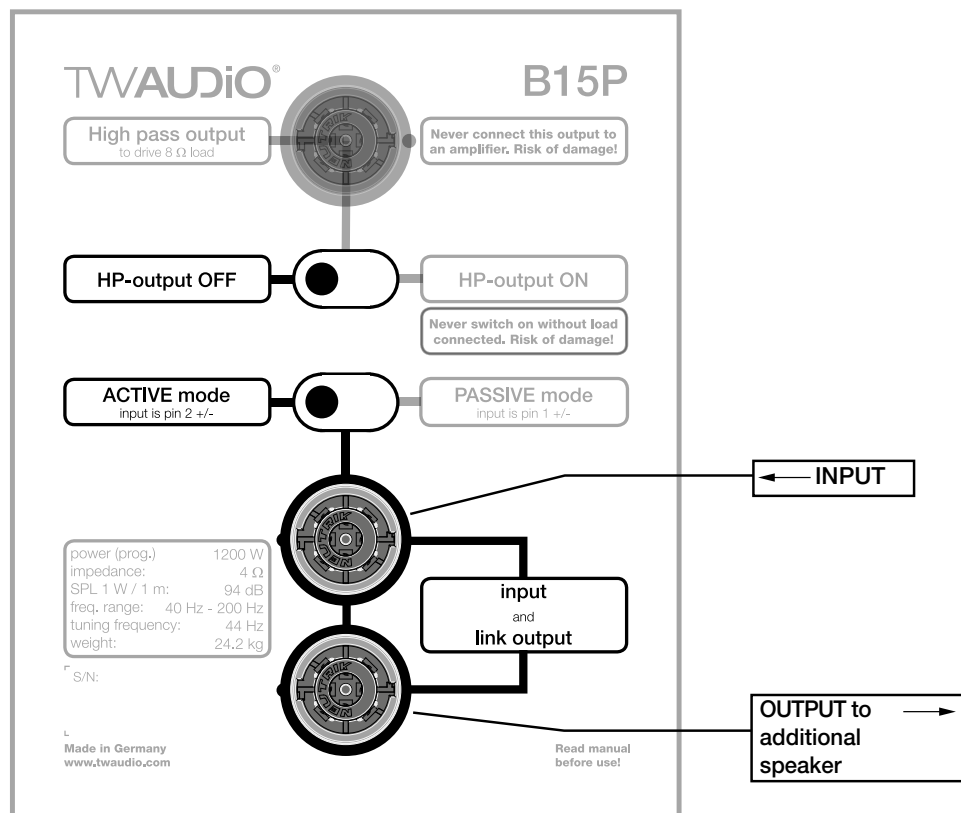 TWAUDiO® B15P
High pass output
to drive 8 Ω load
Never connect this output to
an amplifier. Risk of damage!
NEUTRIK
HP-output OFF
HP-output ON
Never switch on without load
connected. Risk of damage!
ACTIVE mode
input is pin 2 +/-
PASSIVE mode
input is pin 1 +/-
INPUT
NEUTRIK
power (prog.) 1200 W
impedance: 4 Ω
SPL 1 W / 1 m: 94 dB
freq. range: 40 Hz - 200 Hz
tuning frequency: 44 Hz
weight: 24.2 kg
input
and
link output
NEUTRIK
S/N:
OUTPUT to
additional
speaker
Made in Germany
www.twaudio.com
Read manual
before use!